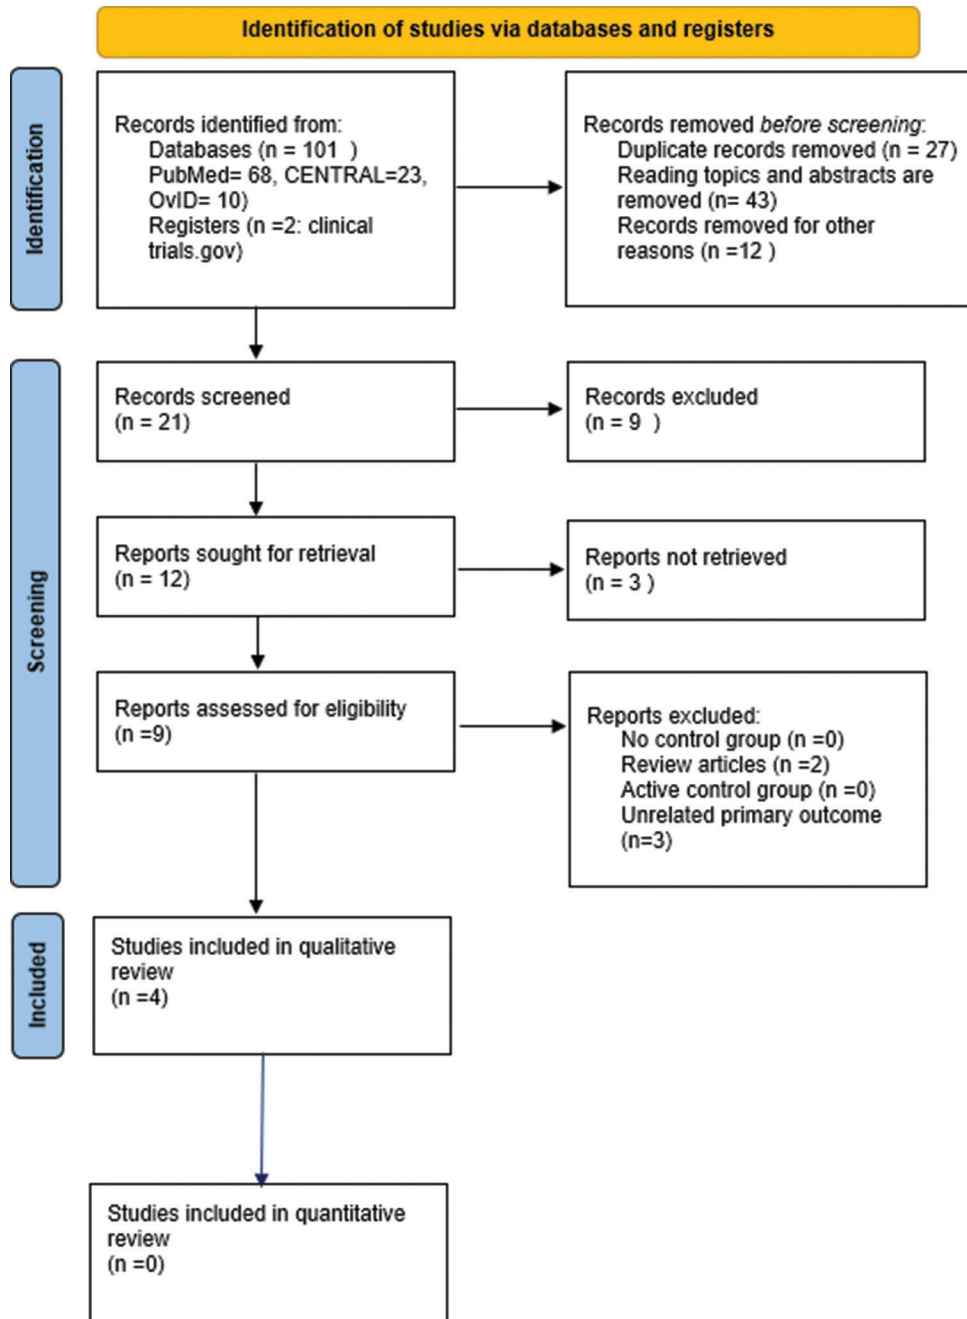 Identification of studies via databases and registers
Identification
Records identified from:
Databases (n = 101  )
PubMed= 68, CENTRAL=23,
OvID= 10)
Registers (n =2: clinical
trials.gov)
Records removed before screening:
Duplicate records removed (n = 27)
Reading topics and abstracts are
removed (n= 43)
Records removed for other
reasons (n =12 )
Screening
Records screened
(n = 21)
Records excluded
(n = 9  )
Reports sought for retrieval
(n = 12)
Reports not retrieved
(n = 3 )
Reports assessed for eligibility
(n =9)
Reports excluded:
No control group (n =0)
Review articles (n =2)
Active control group (n =0)
Unrelated primary outcome
(n=3)
Included
Studies included in qualitative
review
(n =4)
Studies included in quantitative
review
(n =0)